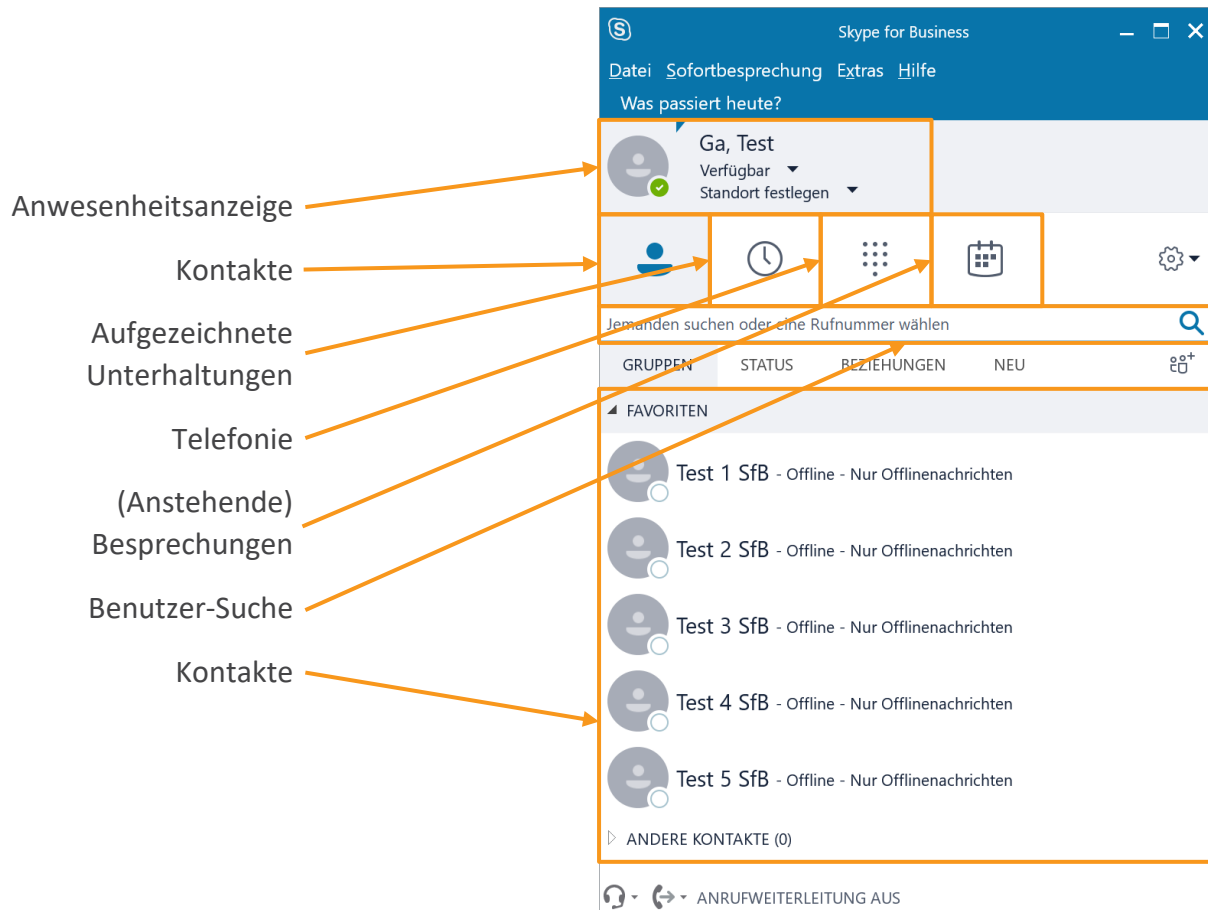 Skype for Business
Datei Sofortbesprechung Extras Hilfe
Was passiert heute?
Ga, Test
Verfügbar
Standort festlegen
Anwesenheitsanzeige
Kontakte
Aufgezeichnete
Unterhaltungen
Telefonie
(Anstehende)
Besprechungen
Benutzer-Suche
Kontakte
Jemanden suchen oder eine Rufnummer wählen
GRUPPEN STATUS BEZIEHUNGEN NEU
FAVORITEN
Test 1 SfB - Offline - Nur Offlinenachrichten
Test 2 SfB - Offline - Nur Offlinenachrichten
Test 3 SfB - Offline - Nur Offlinenachrichten
Test 4 SfB - Offline - Nur Offlinenachrichten
Test 5 SfB - Offline - Nur Offlinenachrichten
ANDERE KONTAKTE (0)
ANRUFWEITERLEITUNG AUS